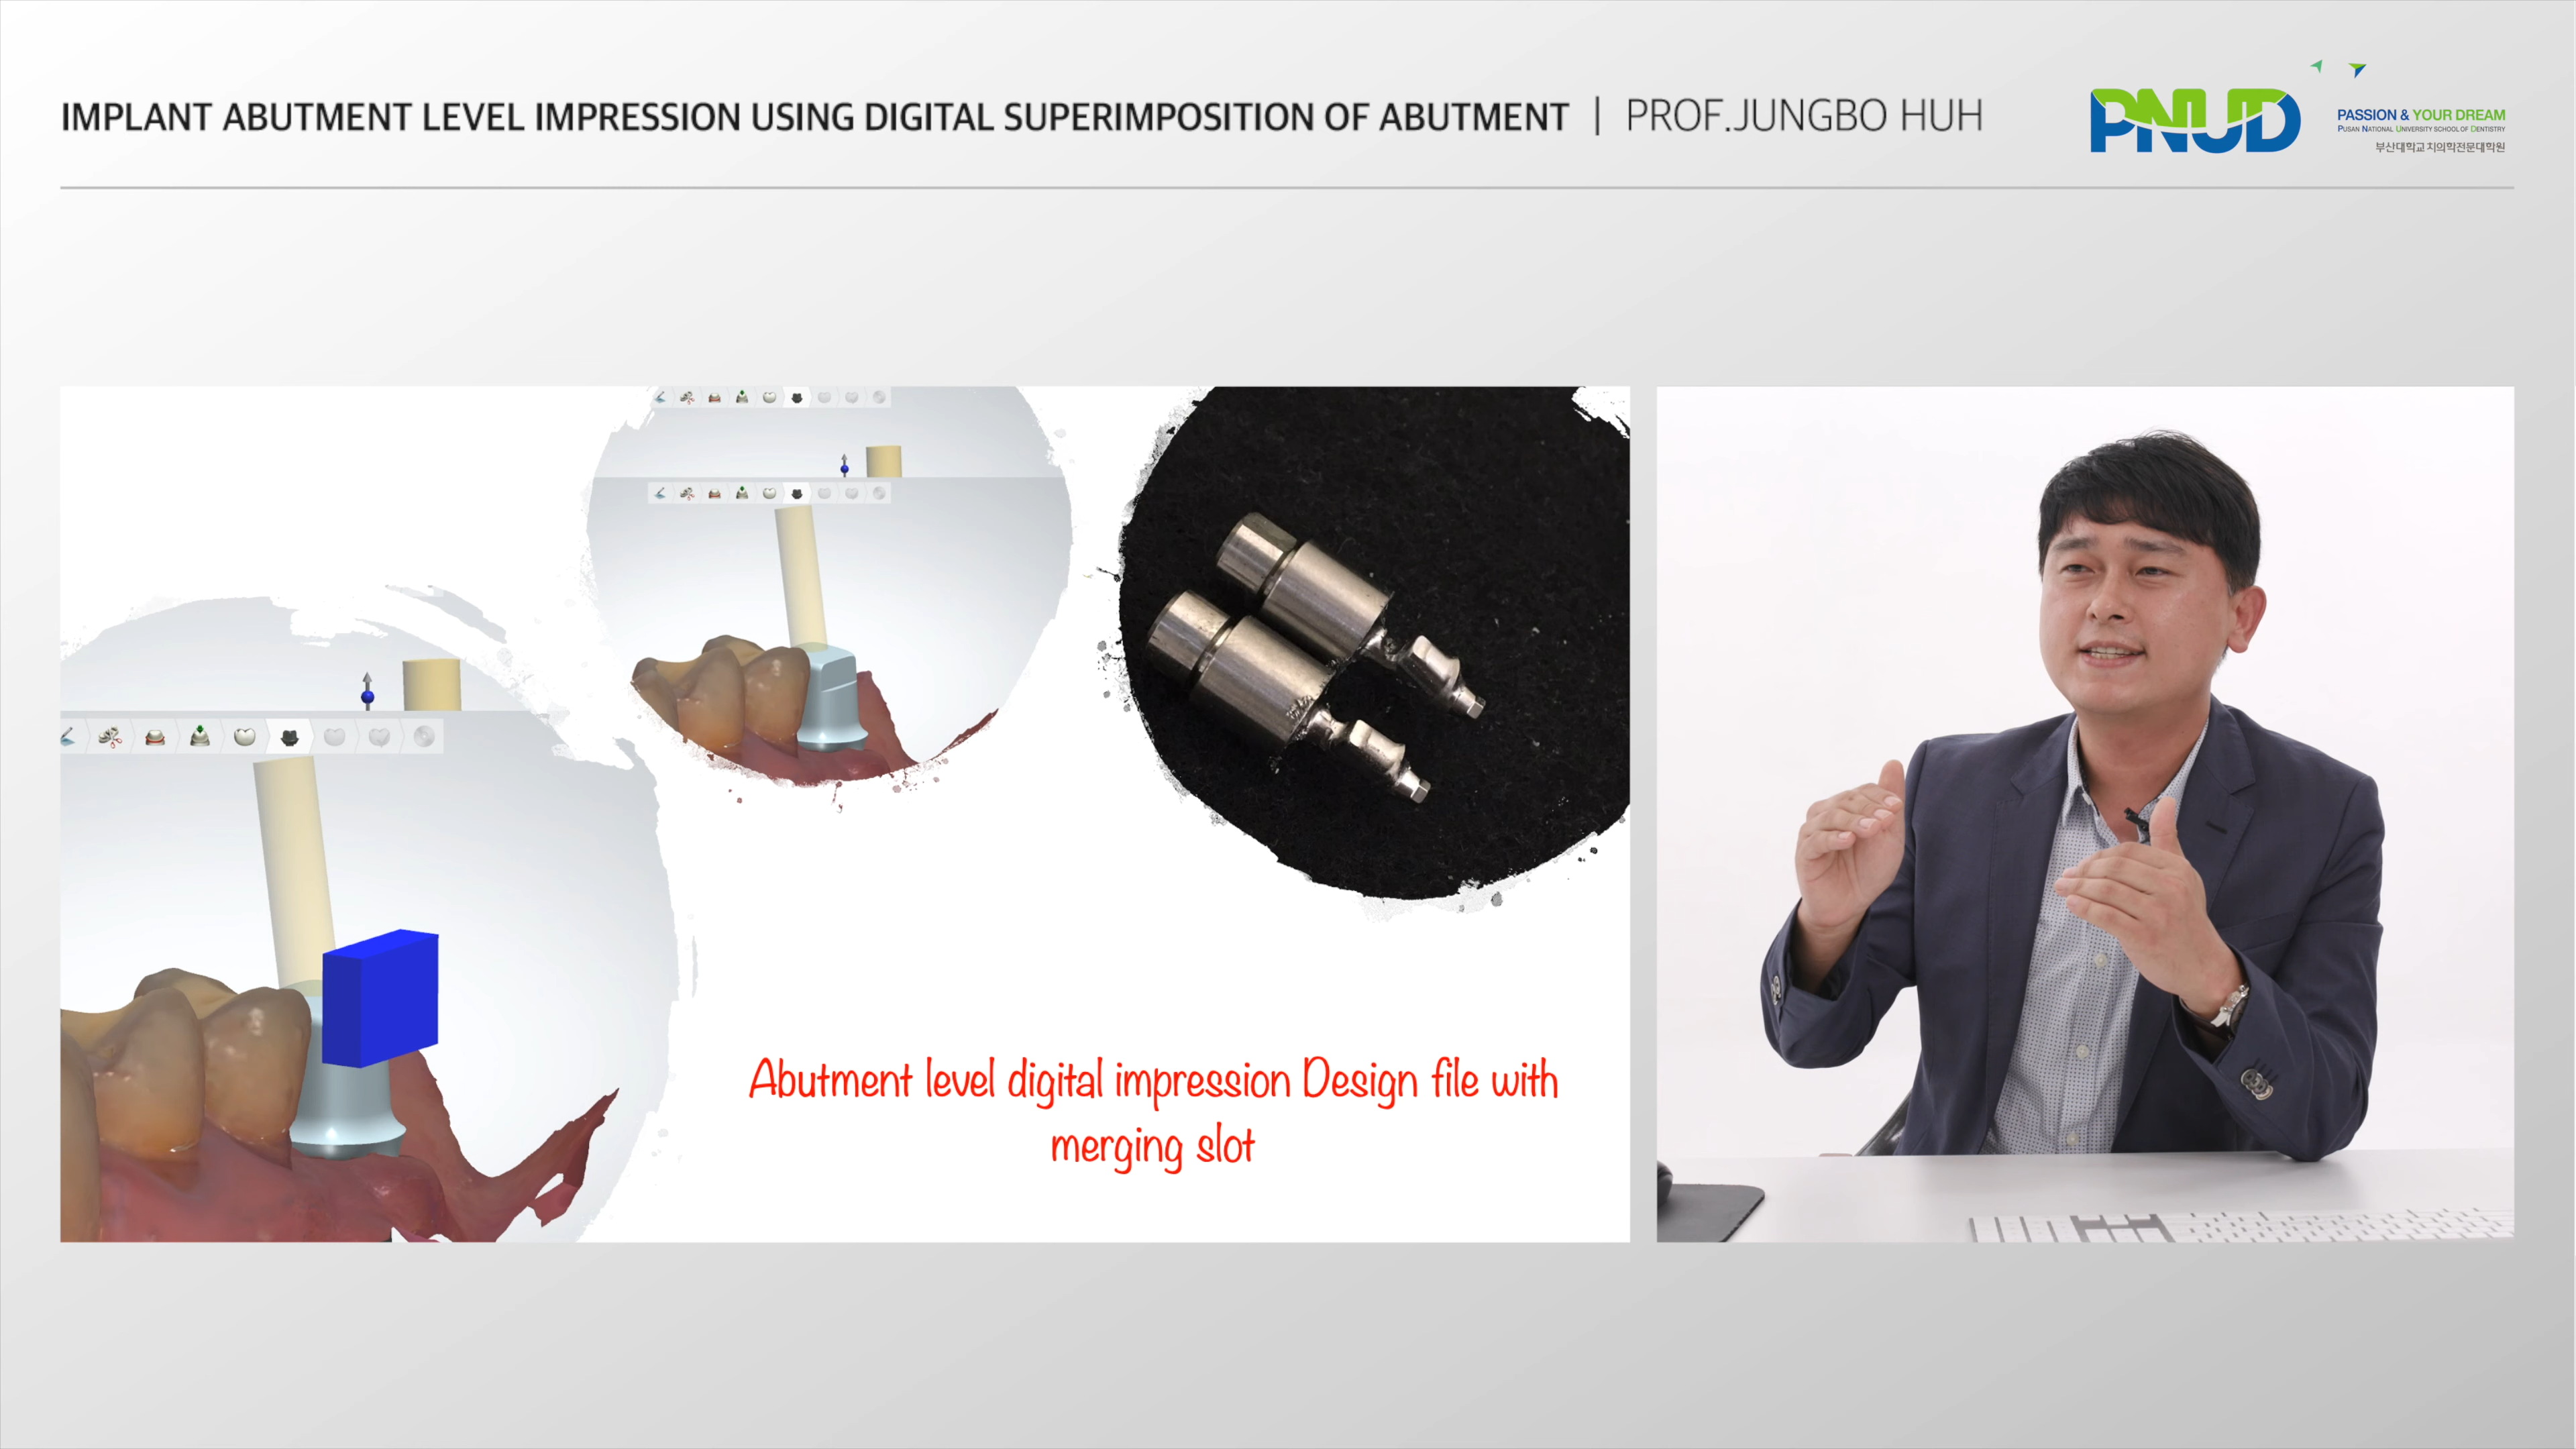 IMPLANT ABUTMENT LEVEL IMPRESSION USING DIGITAL SUPERIMPOSITION OF ABUTMENT | PROF.JUNGBO HUH
PNUD
PASSION & YOUR DREAM
PUSAN NATIONAL UNIVERSITY SCHOOL OF DENTISTRY
부산대학교 치의학전문대학원
Abutment level digital impression Design file with
merging slot